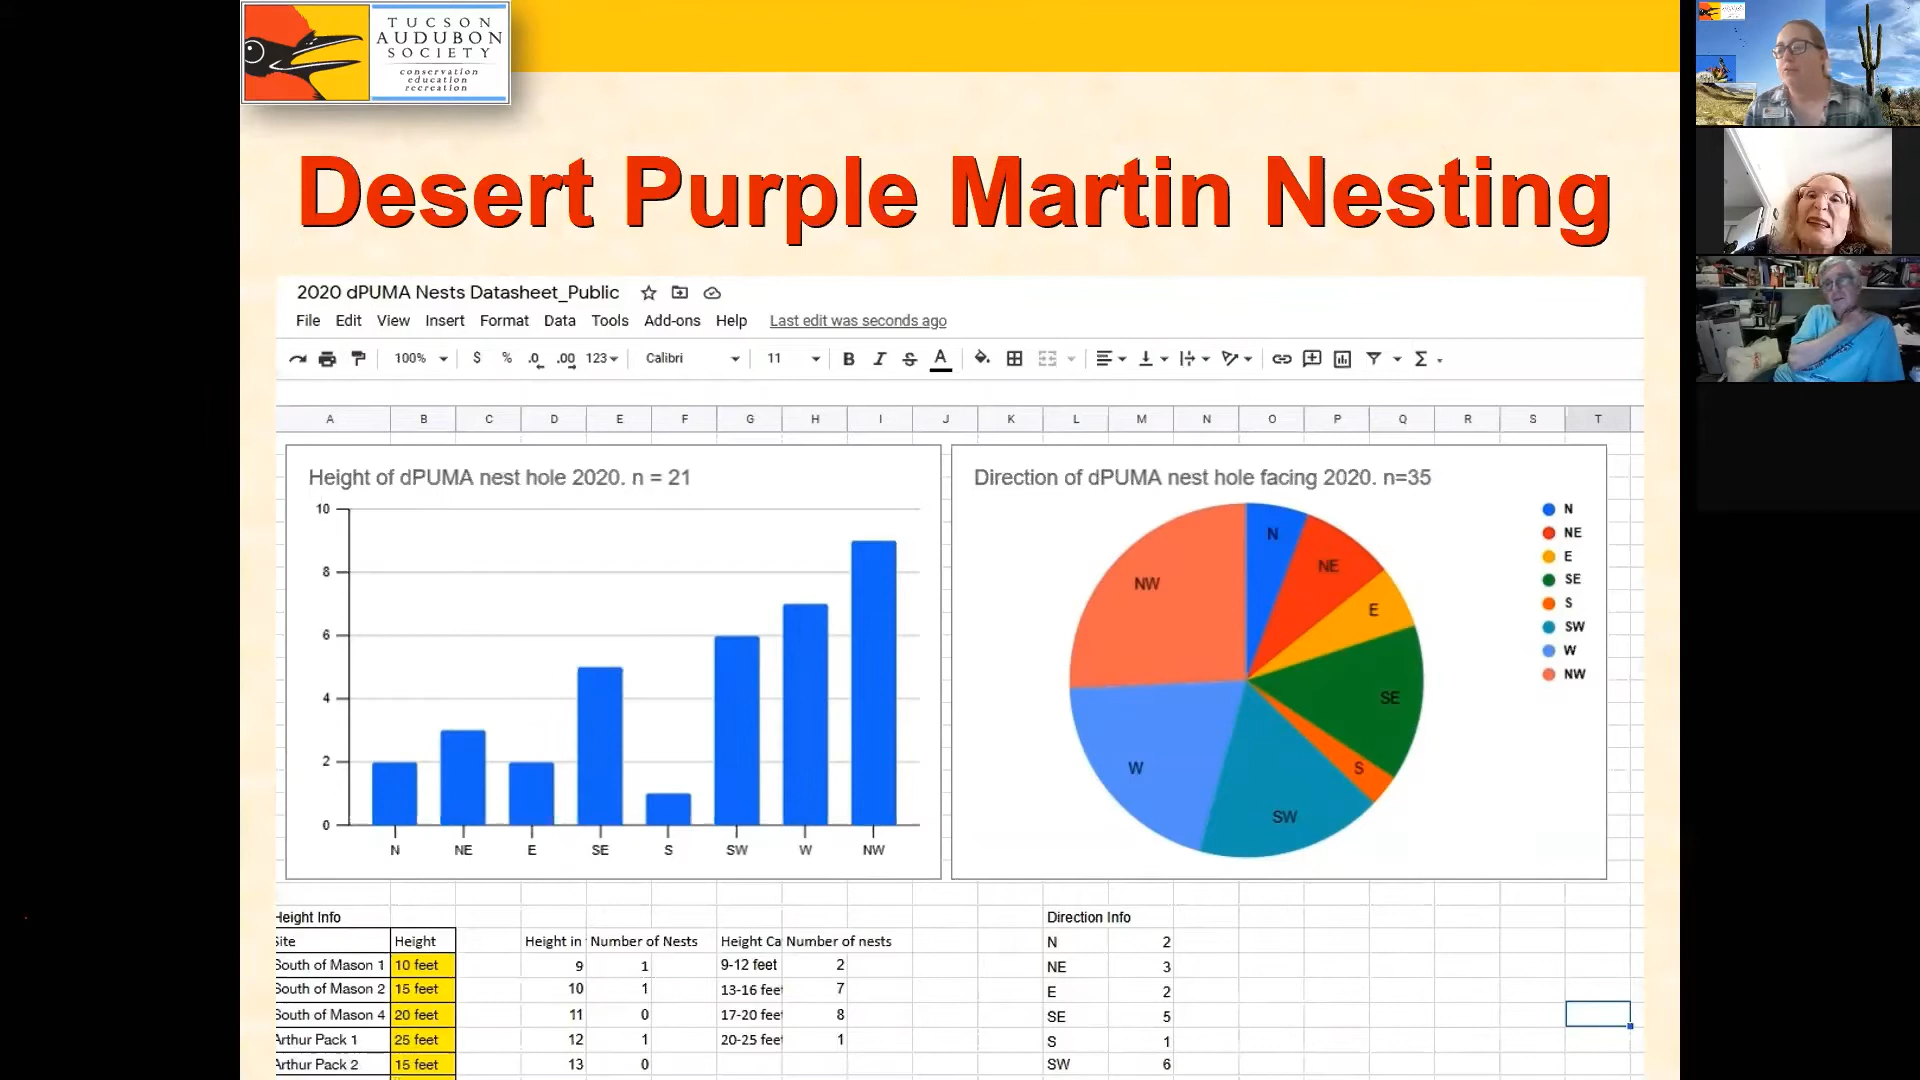 TUCSON
AUDUBON
SOCIETY
conservation
education
recreation
Desert Purple Martin Nesting
2020 dPUMA Nests Datasheet_Public
File Edit View Insert Format Data Tools Add-ons Help Last edit was seconds ago
100% $ % .0 .00 123 Calibri 11 B I S A Σ
A B C D E F G H I J K L M N O P Q R S T
Height of dPUMA nest hole 2020. n = 21
10
8
6
4
2
0
N NE E SE S SW W NW
Direction of dPUMA nest hole facing 2020. n=35
N
NE
E
SE
S
SW
W
NW
N
NE
E
SE
S
SW
W
NW
Height Info Direction Info
Site Height Height in Number of Nests Height Ca Number of nests N 2
South of Mason 1 10 feet 9 1 9-12 feet 2 NE 3
South of Mason 2 15 feet 10 1 13-16 feet 7 E 2
South of Mason 4 20 feet 11 0 17-20 feet 8 SE 5
Arthur Pack 1 25 feet 12 1 20-25 feet 1 S 1
Arthur Pack 2 15 feet 13 0 SW 6